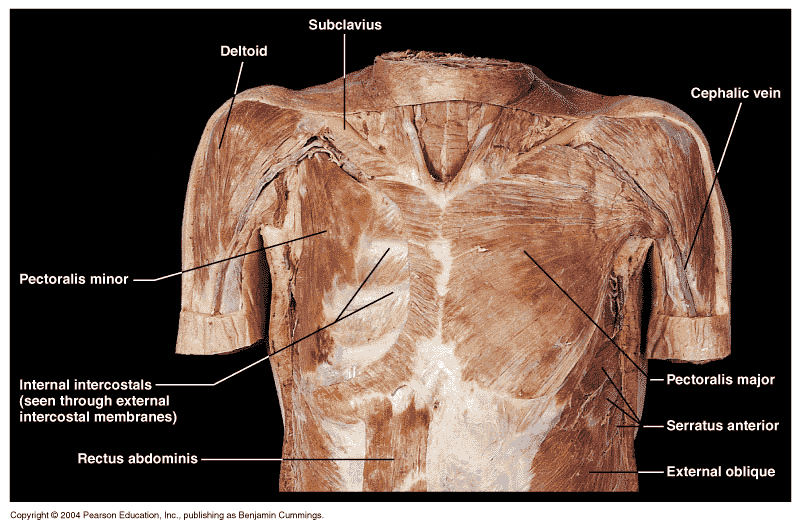 Subclavius
Deltoid
Cephalic vein
Pectoralis minor
Internal intercostals
(seen through external
intercostal membranes)
Pectoralis major
Serratus anterior
Rectus abdominis
External oblique
Copyright © 2004 Pearson Education, Inc., publishing as Benjamin Cummings.